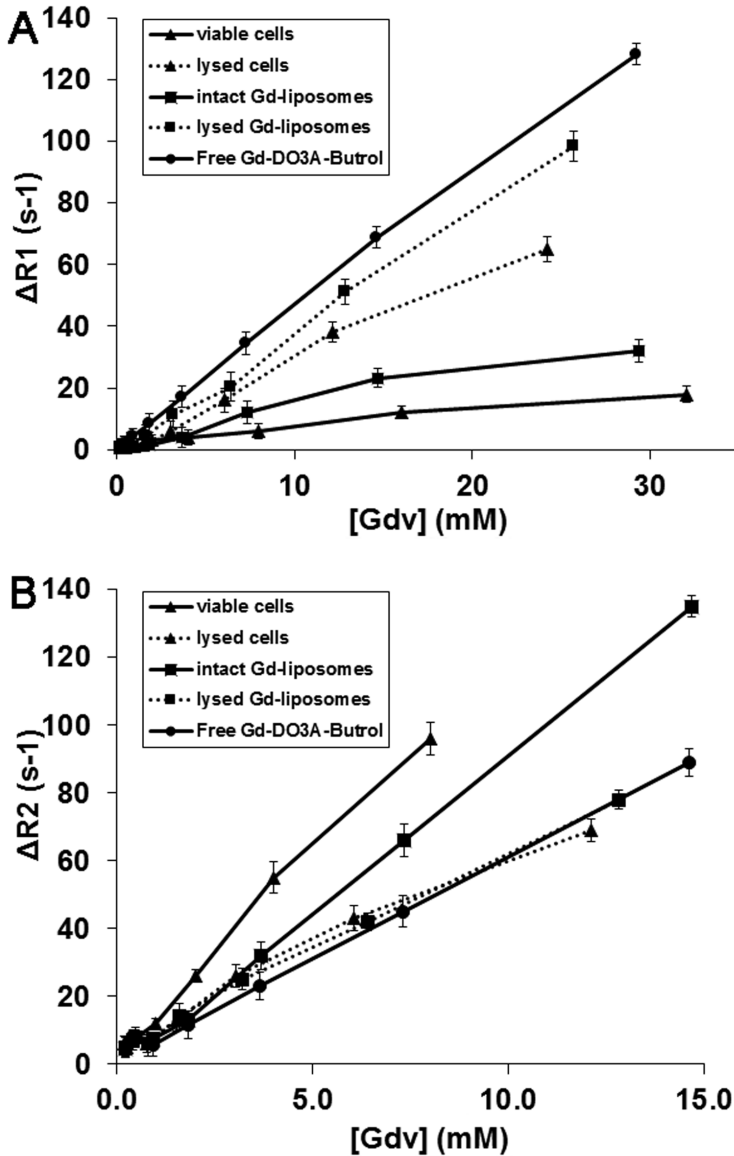 A
140
120
100
80
60
40
20
0
ΔR1 (s-1)
viable cells
lysed cells
intact Gd-liposomes
lysed Gd-liposomes
Free Gd-DO3A-Butrol
0 10 20 30
[Gdv] (mM)
B
140
120
100
80
60
40
20
0
ΔR2 (s-1)
viable cells
lysed cells
intact Gd-liposomes
lysed Gd-liposomes
Free Gd-DO3A-Butrol
0.0 5.0 10.0 15.0
[Gdv] (mM)